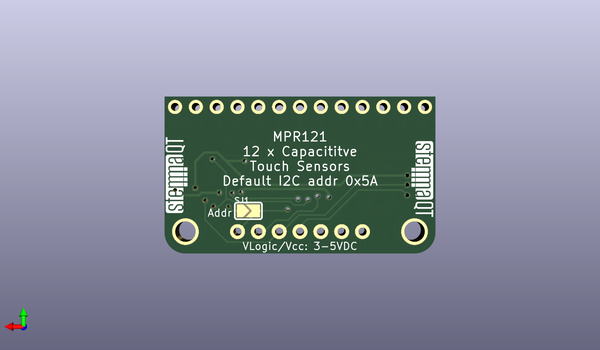 MPR121
12 x Capacititve
Touch Sensors
Default I2C addr 0x5A
stemmaQT
stemmaQT
SJ1
Addr
VLogic/Vcc: 3-5VDC